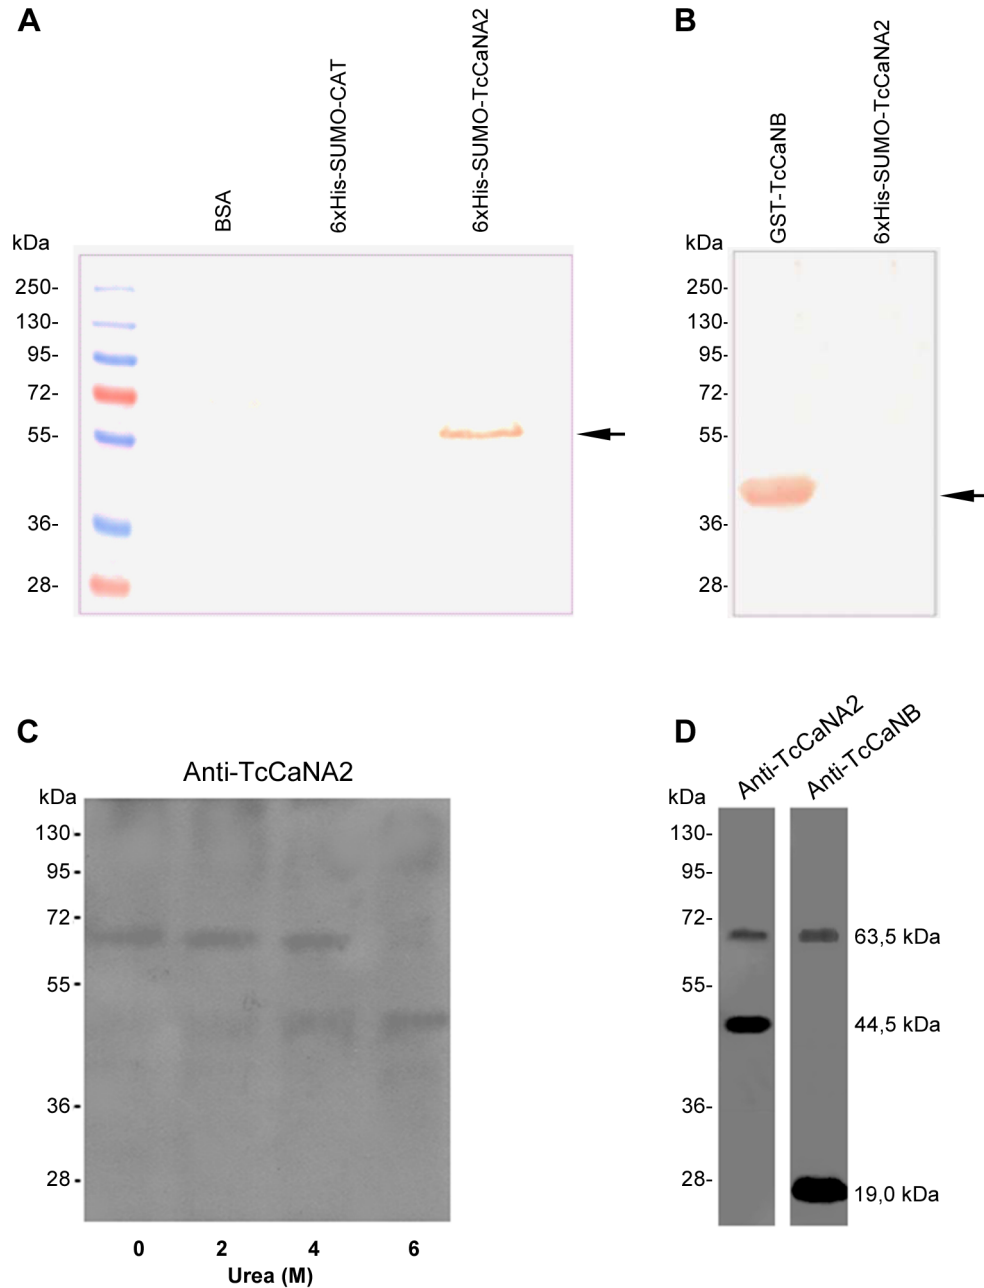 A
BSA
6xHis-SUMO-CAT
6xHis-SUMO-TcCaNA2
kDa
250-
130-
95-
72-
55-
36-
28-
B
GST-TcCaNB
6xHis-SUMO-TcCaNA2
kDa
250-
130-
95-
72-
55-
36-
28-
C
Anti-TcCaNA2
kDa
130-
95-
72-
55-
36-
28-
0 2 4 6
Urea (M)
D
Anti-TcCaNA2
Anti-TcCaNB
kDa
130-
95-
72-
55-
36-
28-
63,5 kDa
44,5 kDa
19,0 kDa